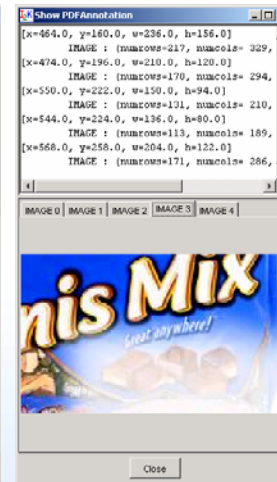 Show PDFAnnotation
[x=464.0, y=160.0, w=236.0, h=156.0]
IMAGE : (numrows=217, numcols= 329,
[x=474.0, y=196.0, w=210.0, h=120.0]
IMAGE : (numrows=170, numcols= 294,
[x=550.0, y=222.0, w=150.0, h=94.0]
IMAGE : (numrows=131, numcols= 210,
[x=544.0, y=224.0, w=136.0, h=80.0]
IMAGE : (numrows=113, numcols= 189,
[x=568.0, y=258.0, w=204.0, h=122.0]
IMAGE : (numrows=171, numcols= 286,
IMAGE 0 IMAGE 1 IMAGE 2 IMAGE 3 IMAGE 4
nis Mix
Great anywhere!
Close